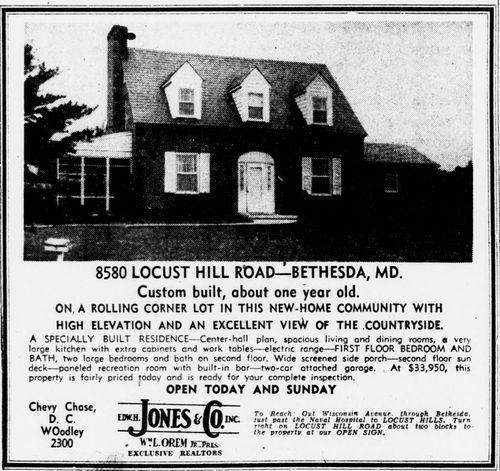 8580 LOCUST HILL ROAD—BETHESDA, MD.
Custom built, about one year old.
ON A ROLLING CORNER LOT IN THIS NEW-HOME COMMUNITY WITH
HIGH ELEVATION AND AN EXCELLENT VIEW OF THE COUNTRYSIDE.
A SPECIALLY BUILT RESIDENCE—Center-hall plan, spacious living and dining rooms, a very
large kitchen with extra cabinets and work tables—electric range—FIRST FLOOR BEDROOM AND
BATH, two large bedrooms and bath on second floor. Wide screened side porch—second floor sun
deck—paneled recreation room with built-in bar—two-car attached garage. At $33,950, this
property is fairly priced today and is ready for your complete inspection.
OPEN TODAY AND SUNDAY
Chevy Chase,
D. C.
WOodley
2300
EDW. H. JONES & CO. INC.
WM. L. OREM JR., PRES.
EXCLUSIVE REALTORS
To Reach: Out Wisconsin Avenue, through Bethesda,
just past the Naval Hospital to LOCUST HILLS. Turn
right on LOCUST HILL ROAD about two blocks to
the property at our OPEN SIGN.